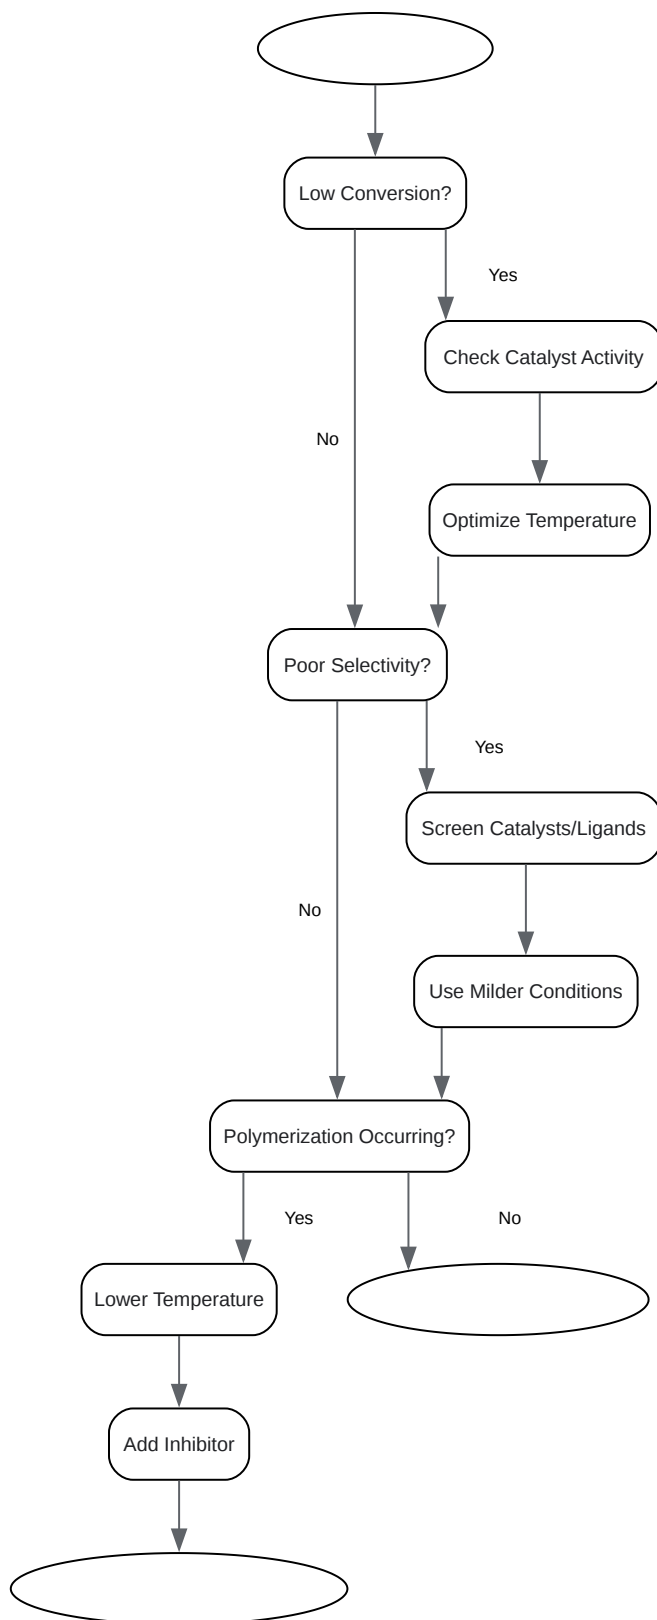 Low Conversion?
Yes
Check Catalyst Activity
No
Optimize Temperature
Poor Selectivity?
Yes
Screen Catalysts/Ligands
No
Use Milder Conditions
Polymerization Occurring?
Yes
No
Lower Temperature
Add Inhibitor